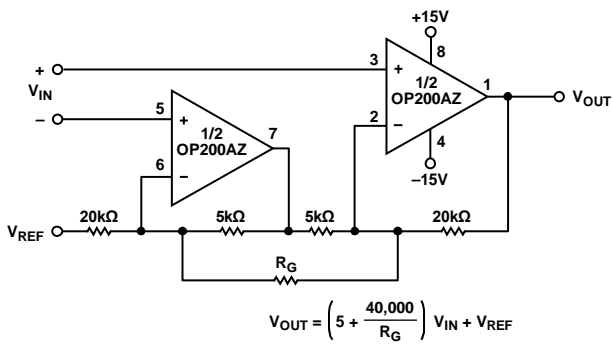 +15V
8
+
3
+
1/2
OP200AZ
1
V_IN
V_OUT
–
5
+
1/2
OP200AZ
7
2
–
4
–15V
6
–
V_REF
20kΩ
5kΩ
5kΩ
20kΩ
R_G
V_OUT = (5 + 40,000/R_G) V_IN + V_REF